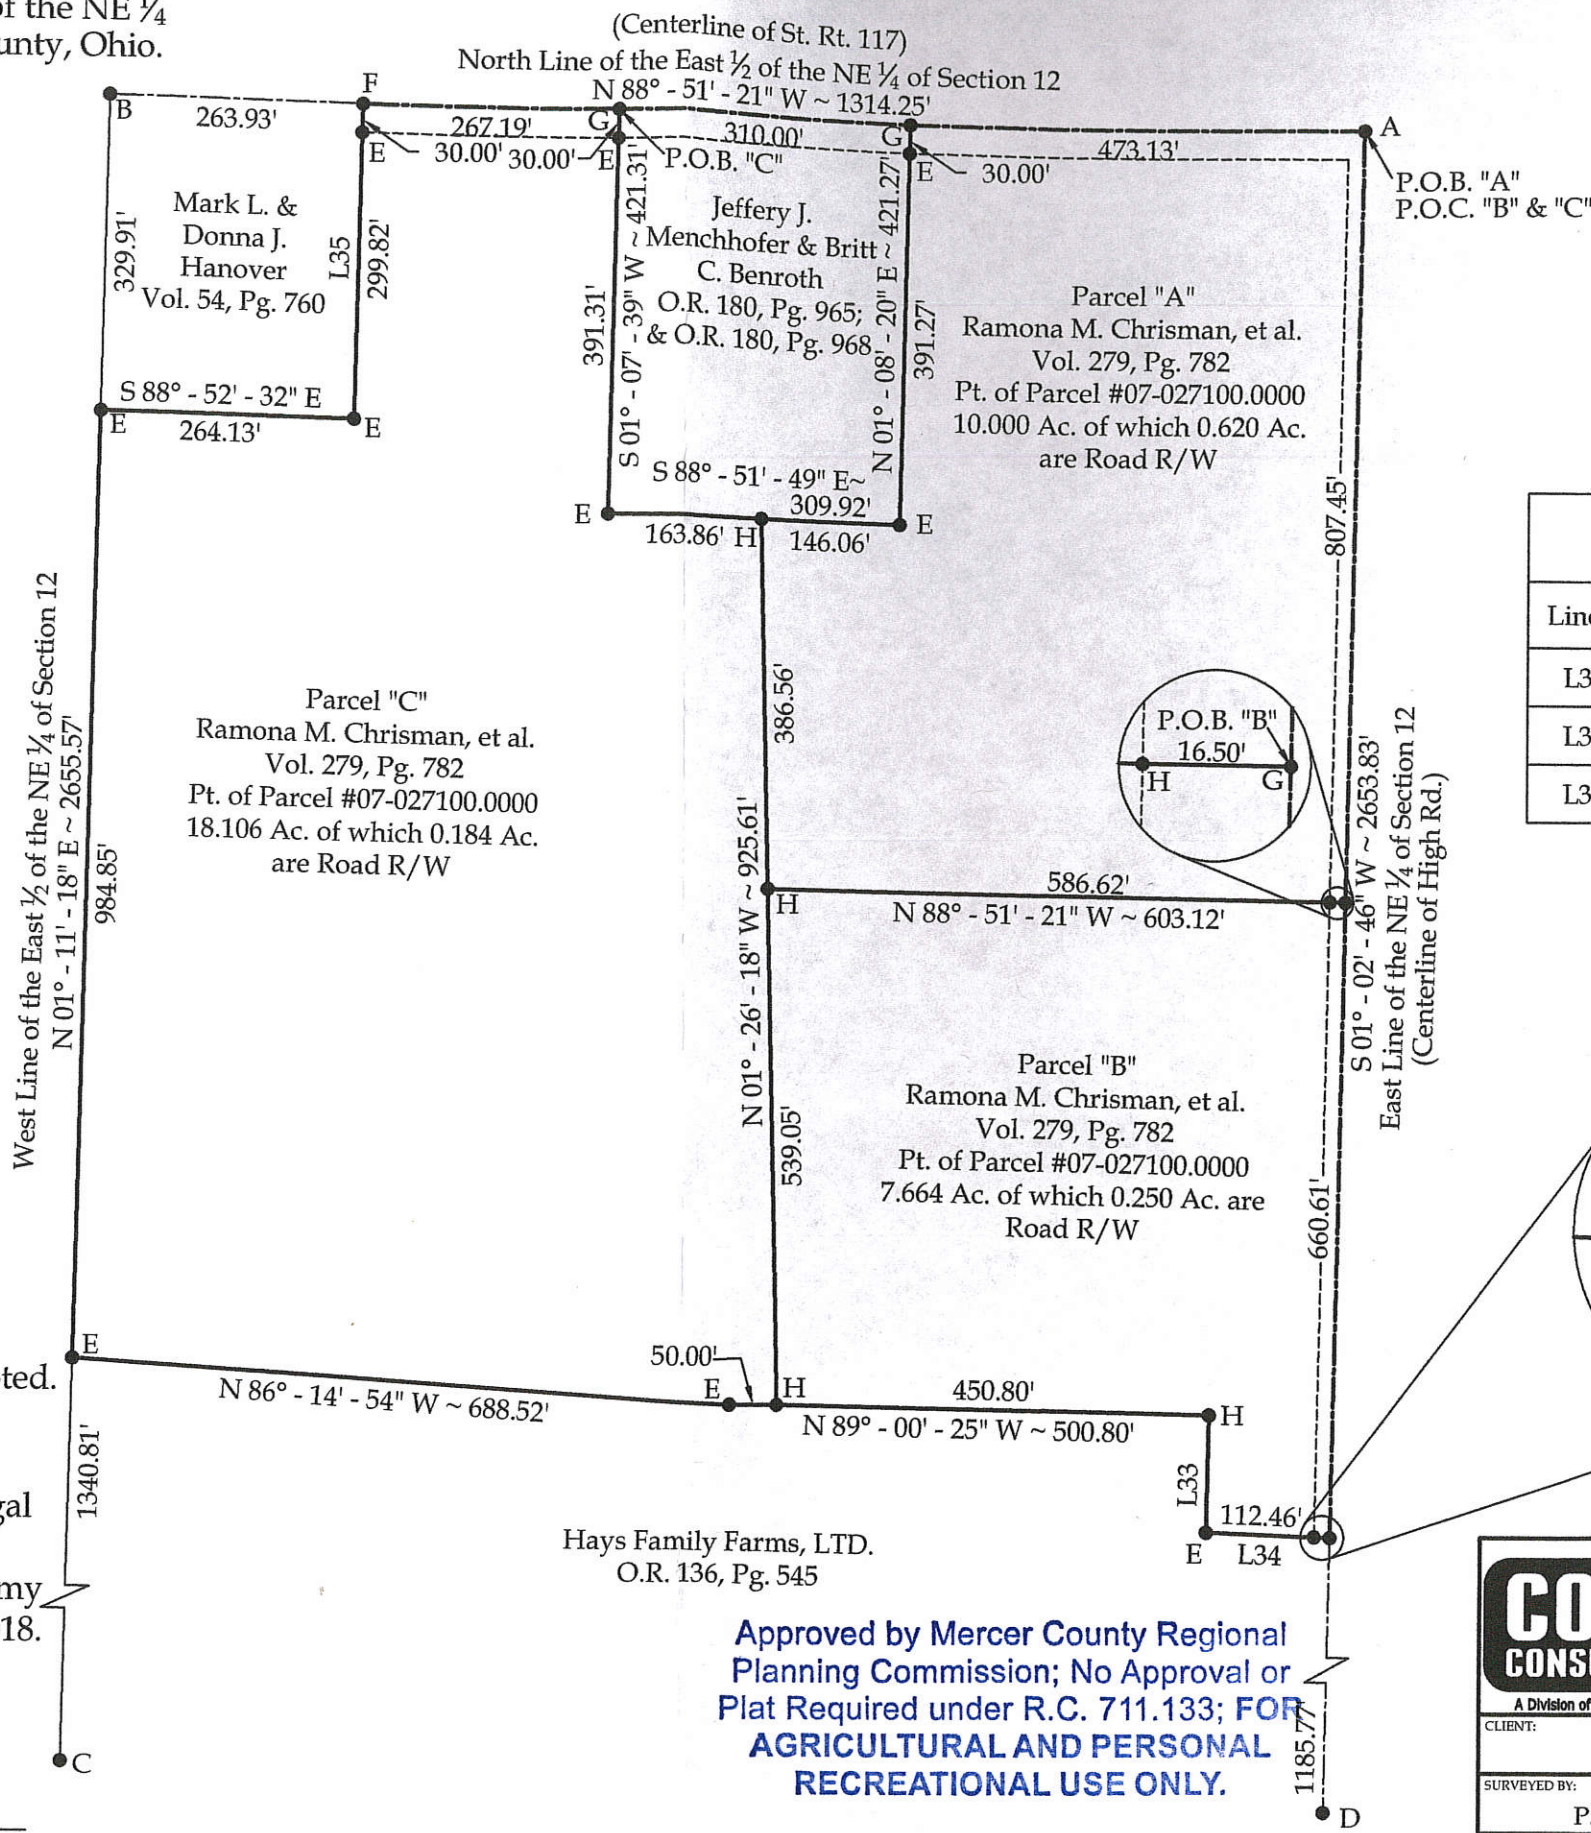 of the NE ¼
unty, Ohio.
(Centerline of St. Rt. 117)
North Line of the East ½ of the NE ¼ of Section 12
N 88° - 51' - 21" W ~ 1314.25'
B
263.93'
F
267.19'
G
310.00'
G
473.13'
A
E
30.00'
30.00'
E
P.O.B. "C"
E
30.00'
P.O.B. "A"
P.O.C. "B" & "C"
329.91'
Mark L. &
Donna J.
Hanover
Vol. 54, Pg. 760
L35
299.82'
391.31'
S 01° - 07' - 39" W ~ 421.31'
Jeffery J.
Menchhofer & Britt
C. Benroth
O.R. 180, Pg. 965;
& O.R. 180, Pg. 968
N 01° - 08' - 20" E ~ 421.27'
391.27'
Parcel "A"
Ramona M. Chrisman, et al.
Vol. 279, Pg. 782
Pt. of Parcel #07-027100.0000
10.000 Ac. of which 0.620 Ac.
are Road R/W
S 88° - 52' - 32" E
264.13'
E
E
S 88° - 51' - 49" E~
309.92'
E
163.86'
H
146.06'
E
807.45'
West Line of the East ½ of the NE ¼ of Section 12
N 01° - 11' - 18" E ~ 2655.57'
984.85'
Parcel "C"
Ramona M. Chrisman, et al.
Vol. 279, Pg. 782
Pt. of Parcel #07-027100.0000
18.106 Ac. of which 0.184 Ac.
are Road R/W
386.56'
N 01° - 26' - 18" W ~ 925.61'
539.05'
P.O.B. "B"
16.50'
H
G
H
586.62'
N 88° - 51' - 21" W ~ 603.12'
S 01° - 02' - 46" W ~ 2653.83'
East Line of the NE ¼ of Section 12
(Centerline of High Rd.)
Line
L3
L3
L3
Parcel "B"
Ramona M. Chrisman, et al.
Vol. 279, Pg. 782
Pt. of Parcel #07-027100.0000
7.664 Ac. of which 0.250 Ac. are
Road R/W
660.61'
E
N 86° - 14' - 54" W ~ 688.52'
50.00'
E
H
450.80'
N 89° - 00' - 25" W ~ 500.80'
H
L33
112.46'
E
L34
ted.
1340.81'
gal
my
18.
C
Hays Family Farms, LTD.
O.R. 136, Pg. 545
Approved by Mercer County Regional
Planning Commission; No Approval or
Plat Required under R.C. 711.133; FOR
AGRICULTURAL AND PERSONAL
RECREATIONAL USE ONLY.
1185.77'
D
CO
CONS
A Division of
CLIENT:
SURVEYED BY:
P